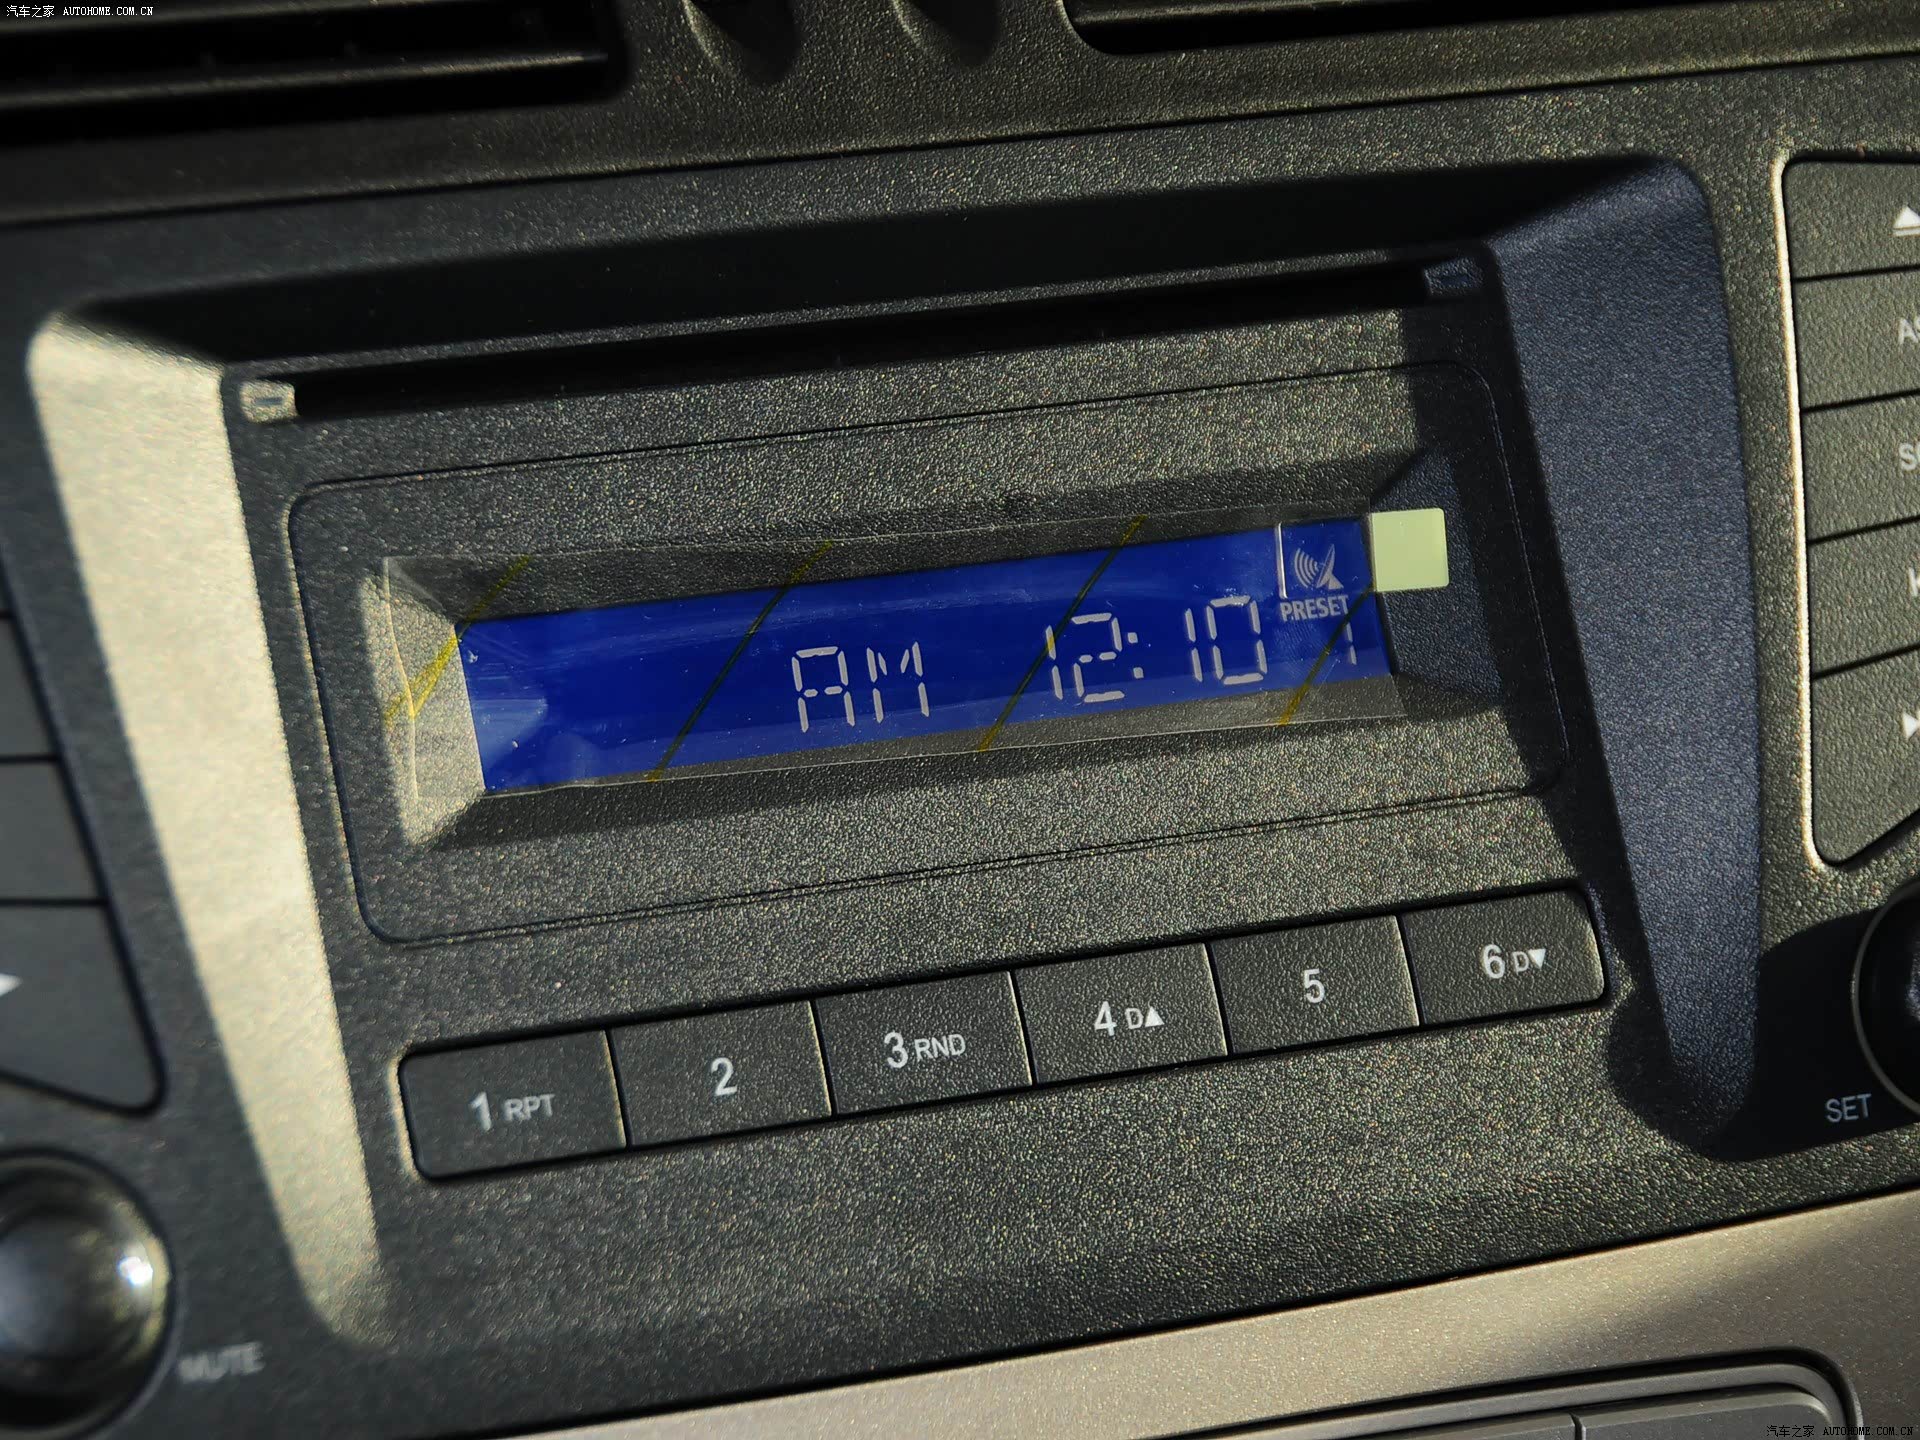 汽车之家 AUTOHOME.COM.CN
PRESET
AM 12:10 1
1 RPT
2
3 RND
4 D▲
5
6 D▼
SET
MUTE
汽车之家 AUTOHOME.COM.CN